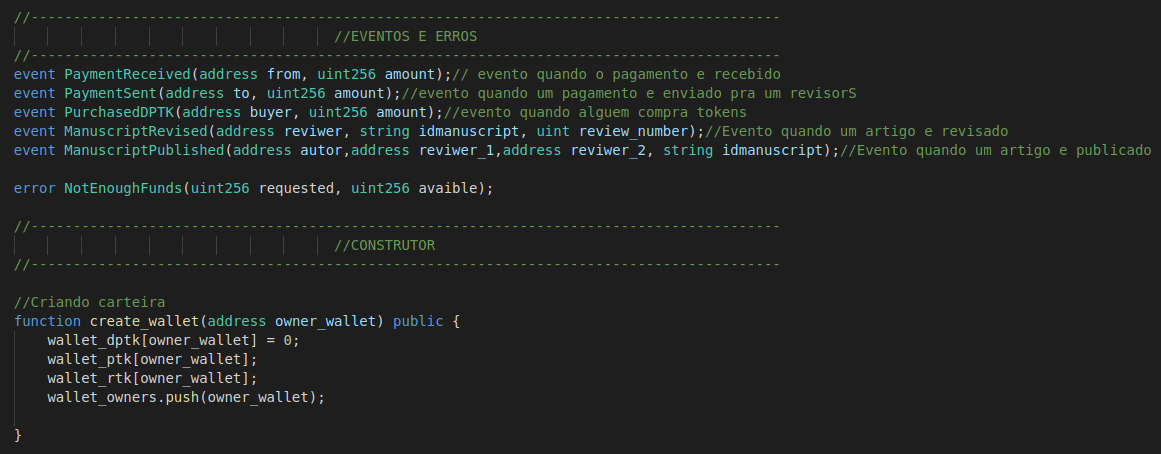 //-----------------------------------------------------------------------------------------
//EVENTOS E ERROS
//-----------------------------------------------------------------------------------------
event PaymentReceived(address from, uint256 amount);// evento quando o pagamento e recebido
event PaymentSent(address to, uint256 amount);//evento quando um pagamento e enviado pra um revisorS
event PurchasedDPTK(address buyer, uint256 amount);//evento quando alguem compra tokens
event ManuscriptRevised(address reviwer, string idmanuscript, uint review_number);//Evento quando um artigo e revisado
event ManuscriptPublished(address autor,address reviwer_1,address reviwer_2, string idmanuscript);//Evento quando um artigo e publicado
error NotEnoughFunds(uint256 requested, uint256 avaible);
//-----------------------------------------------------------------------------------------
//CONSTRUTOR
//-----------------------------------------------------------------------------------------
//Criando carteira
function create_wallet(address owner_wallet) public {
wallet_dptk[owner_wallet] = 0;
wallet_ptk[owner_wallet];
wallet_rtk[owner_wallet];
wallet_owners.push(owner_wallet);
}